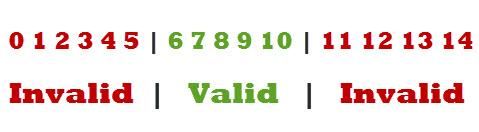 0 1 2 3 4 5 | 6 7 8 9 10 | 11 12 13 14
Invalid | Valid | Invalid